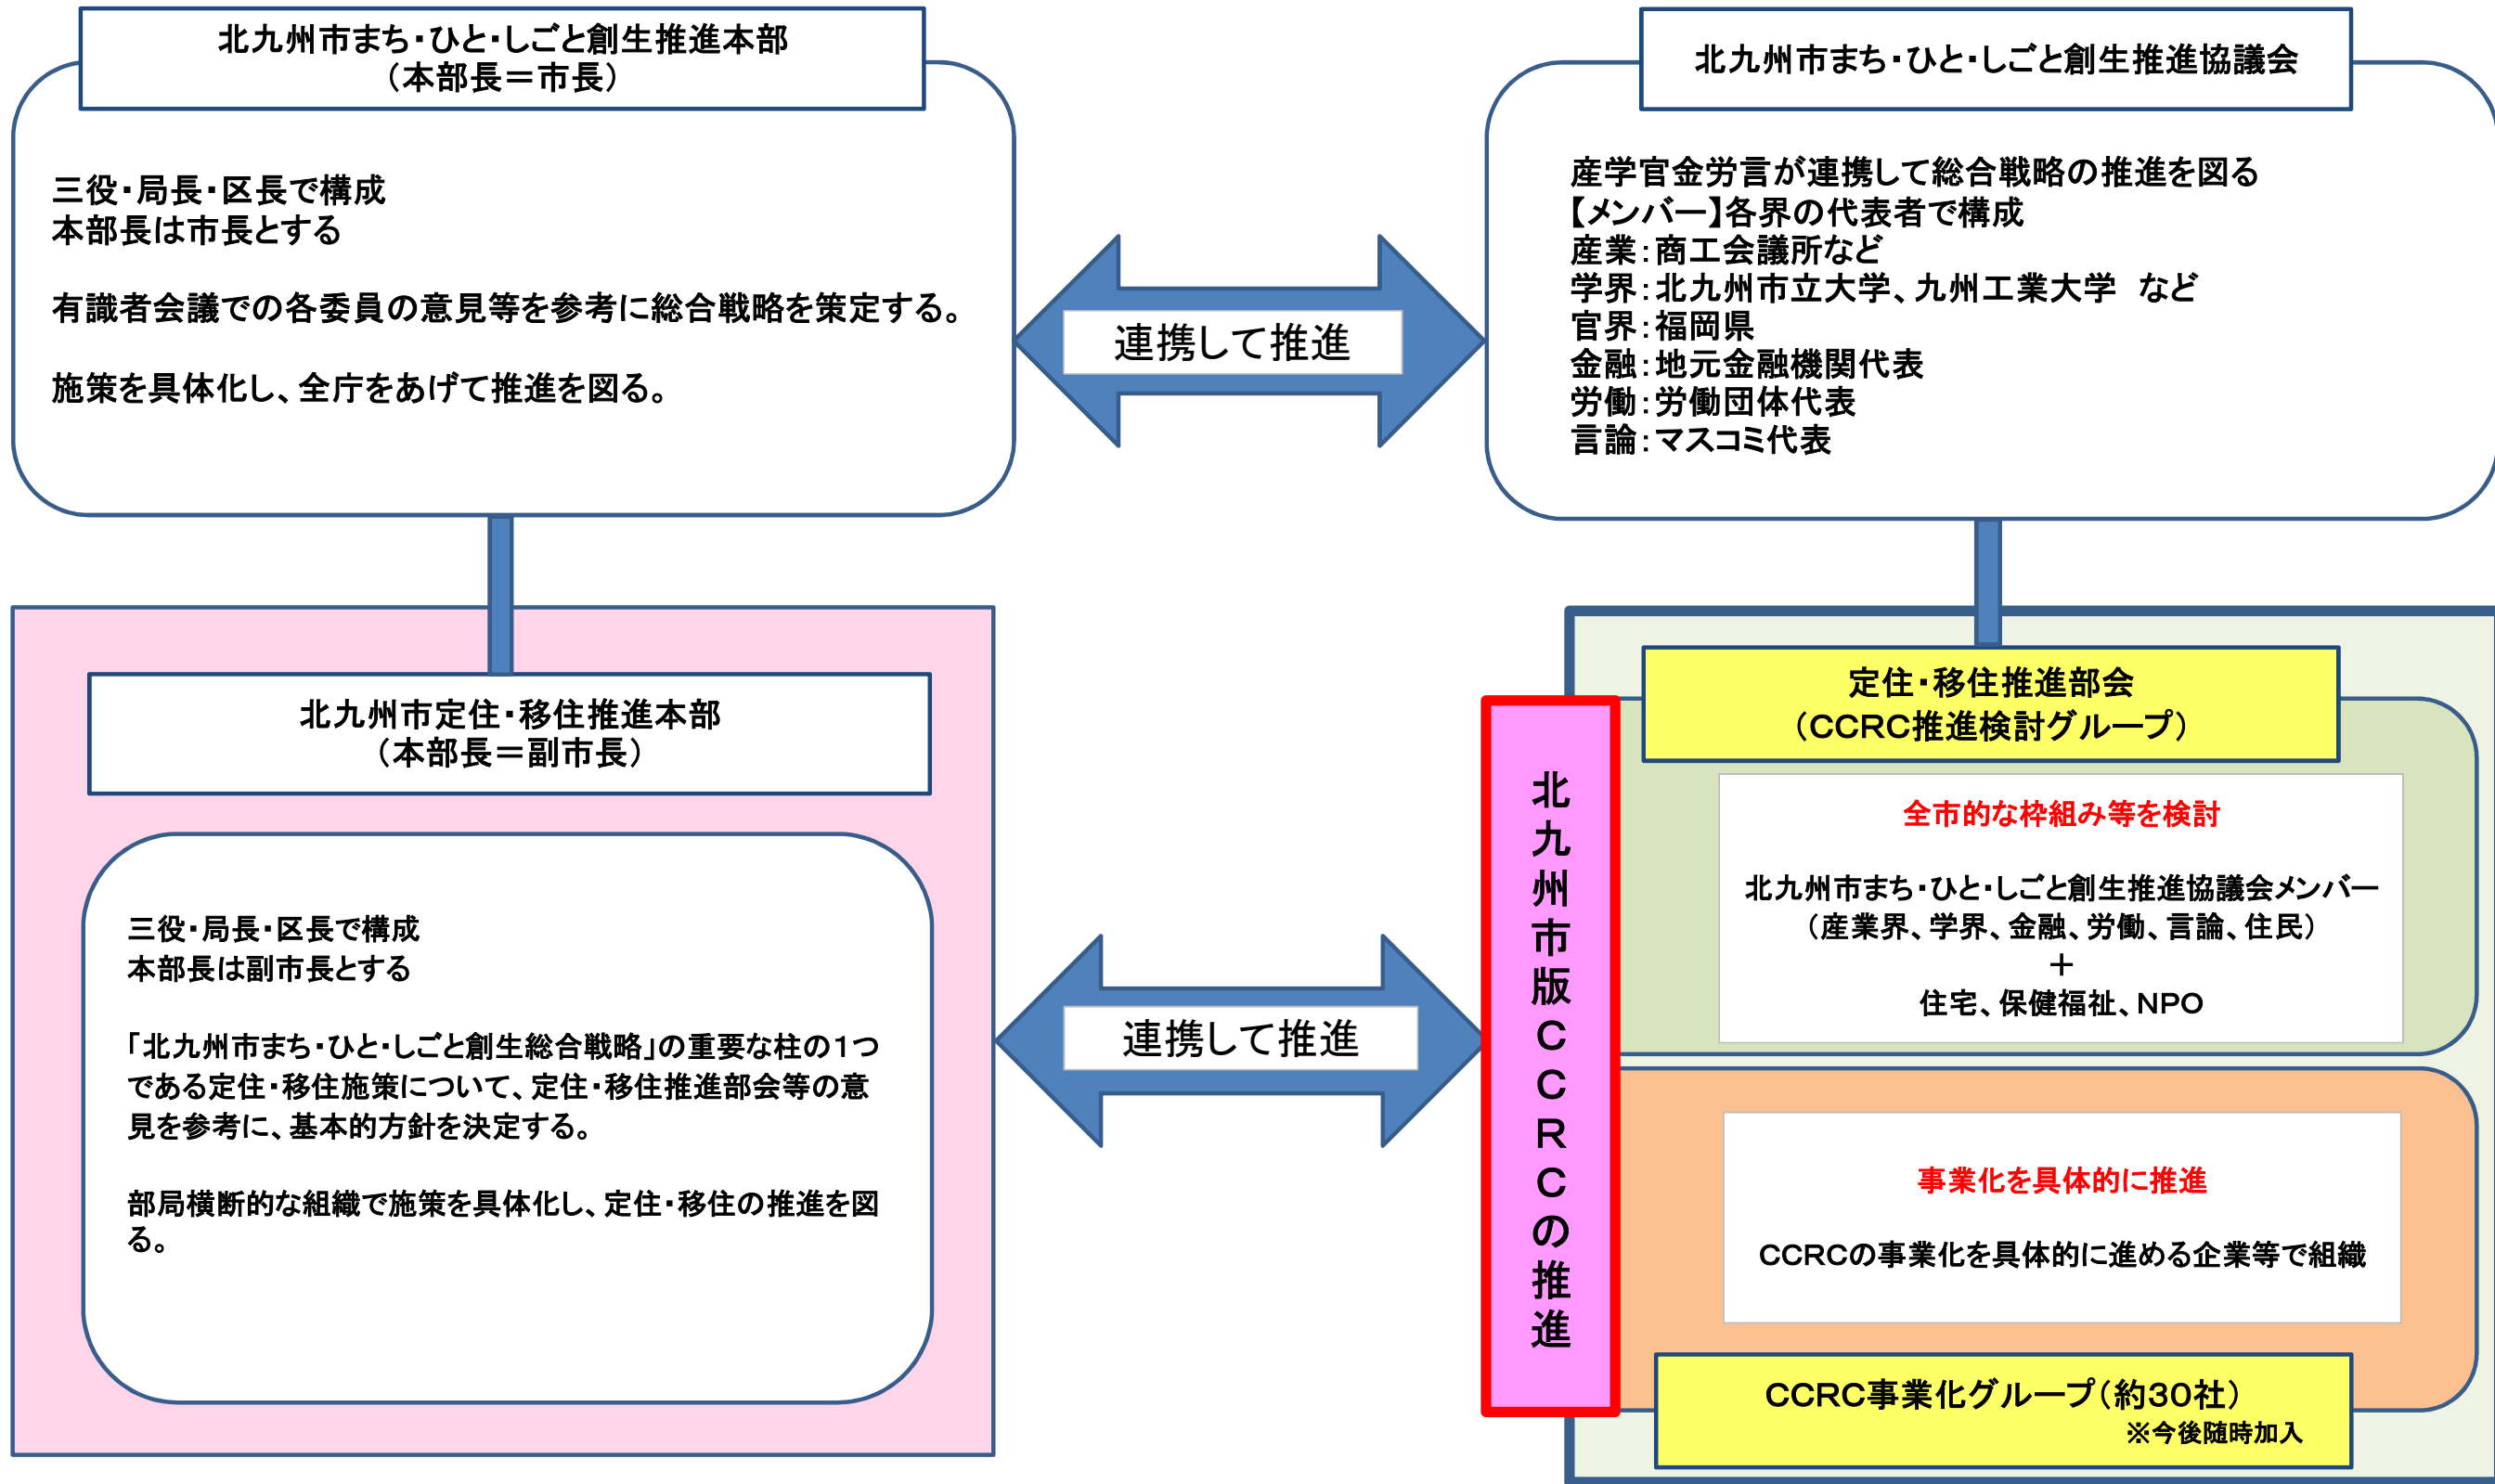 北九州市まち・ひと・しごと創生推進本部
（本部長＝市長）
三役・局長・区長で構成
本部長は市長とする
有識者会議での各委員の意見等を参考に総合戦略を策定する。
施策を具体化し、全庁をあげて推進を図る。
連携して推進
北九州市まち・ひと・しごと創生推進協議会
産学官金労言が連携して総合戦略の推進を図る
【メンバー】各界の代表者で構成
産業：商工会議所など
学界：北九州市立大学、九州工業大学　など
官界：福岡県
金融：地元金融機関代表
労働：労働団体代表
言論：マスコミ代表
北九州市定住・移住推進本部
（本部長＝副市長）
三役・局長・区長で構成
本部長は副市長とする
「北九州市まち・ひと・しごと創生総合戦略」の重要な柱の１つ
である定住・移住施策について、定住・移住推進部会等の意
見を参考に、基本的方針を決定する。
部局横断的な組織で施策を具体化し、定住・移住の推進を図
る。
連携して推進
北九州市版ＣＣＲＣの推進
定住・移住推進部会
（ＣＣＲＣ推進検討グループ）
全市的な枠組み等を検討
北九州市まち・ひと・しごと創生推進協議会メンバー
（産業界、学界、金融、労働、言論、住民）
＋
住宅、保健福祉、ＮＰＯ
事業化を具体的に推進
ＣＣＲＣの事業化を具体的に進める企業等で組織
ＣＣＲＣ事業化グループ（約３０社）
※今後随時加入